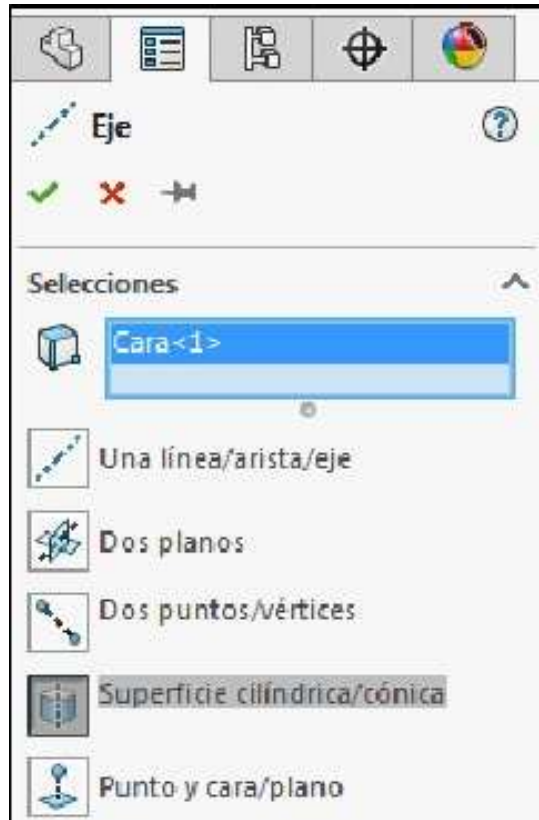 Eje
Selecciones
Cara<1>
Una línea/arista/eje
Dos planos
Dos puntos/vértices
Superficie cilíndrica/cónica
Punto y cara/plano